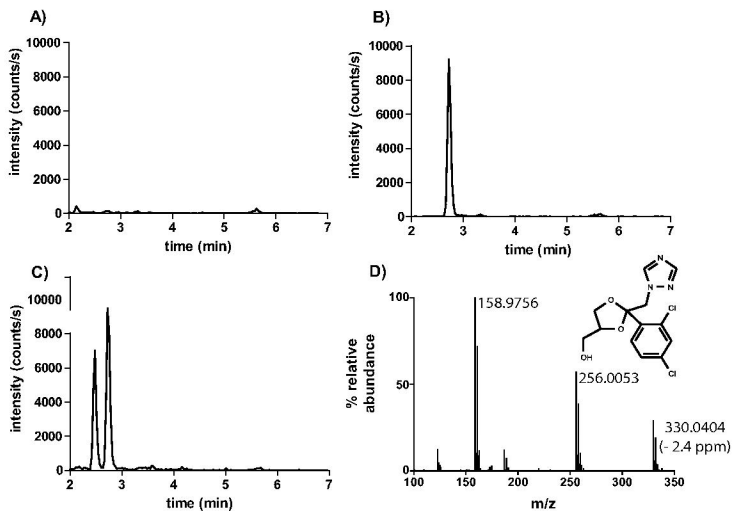 A)
intensity (counts/s)
10000
8000
6000
4000
2000
0
2 3 4 5 6 7
time (min)
B)
intensity (counts/s)
10000
8000
6000
4000
2000
0
2 3 4 5 6 7
time (min)
C)
intensity (counts/s)
10000
8000
6000
4000
2000
0
2 3 4 5 6 7
time (min)
D)
% relative
abundance
100
50
0
158.9756
256.0053
330.0404
(- 2.4 ppm)
N
N
N
O
O
Cl
Cl
OH
100 150 200 250 300 350
m/z